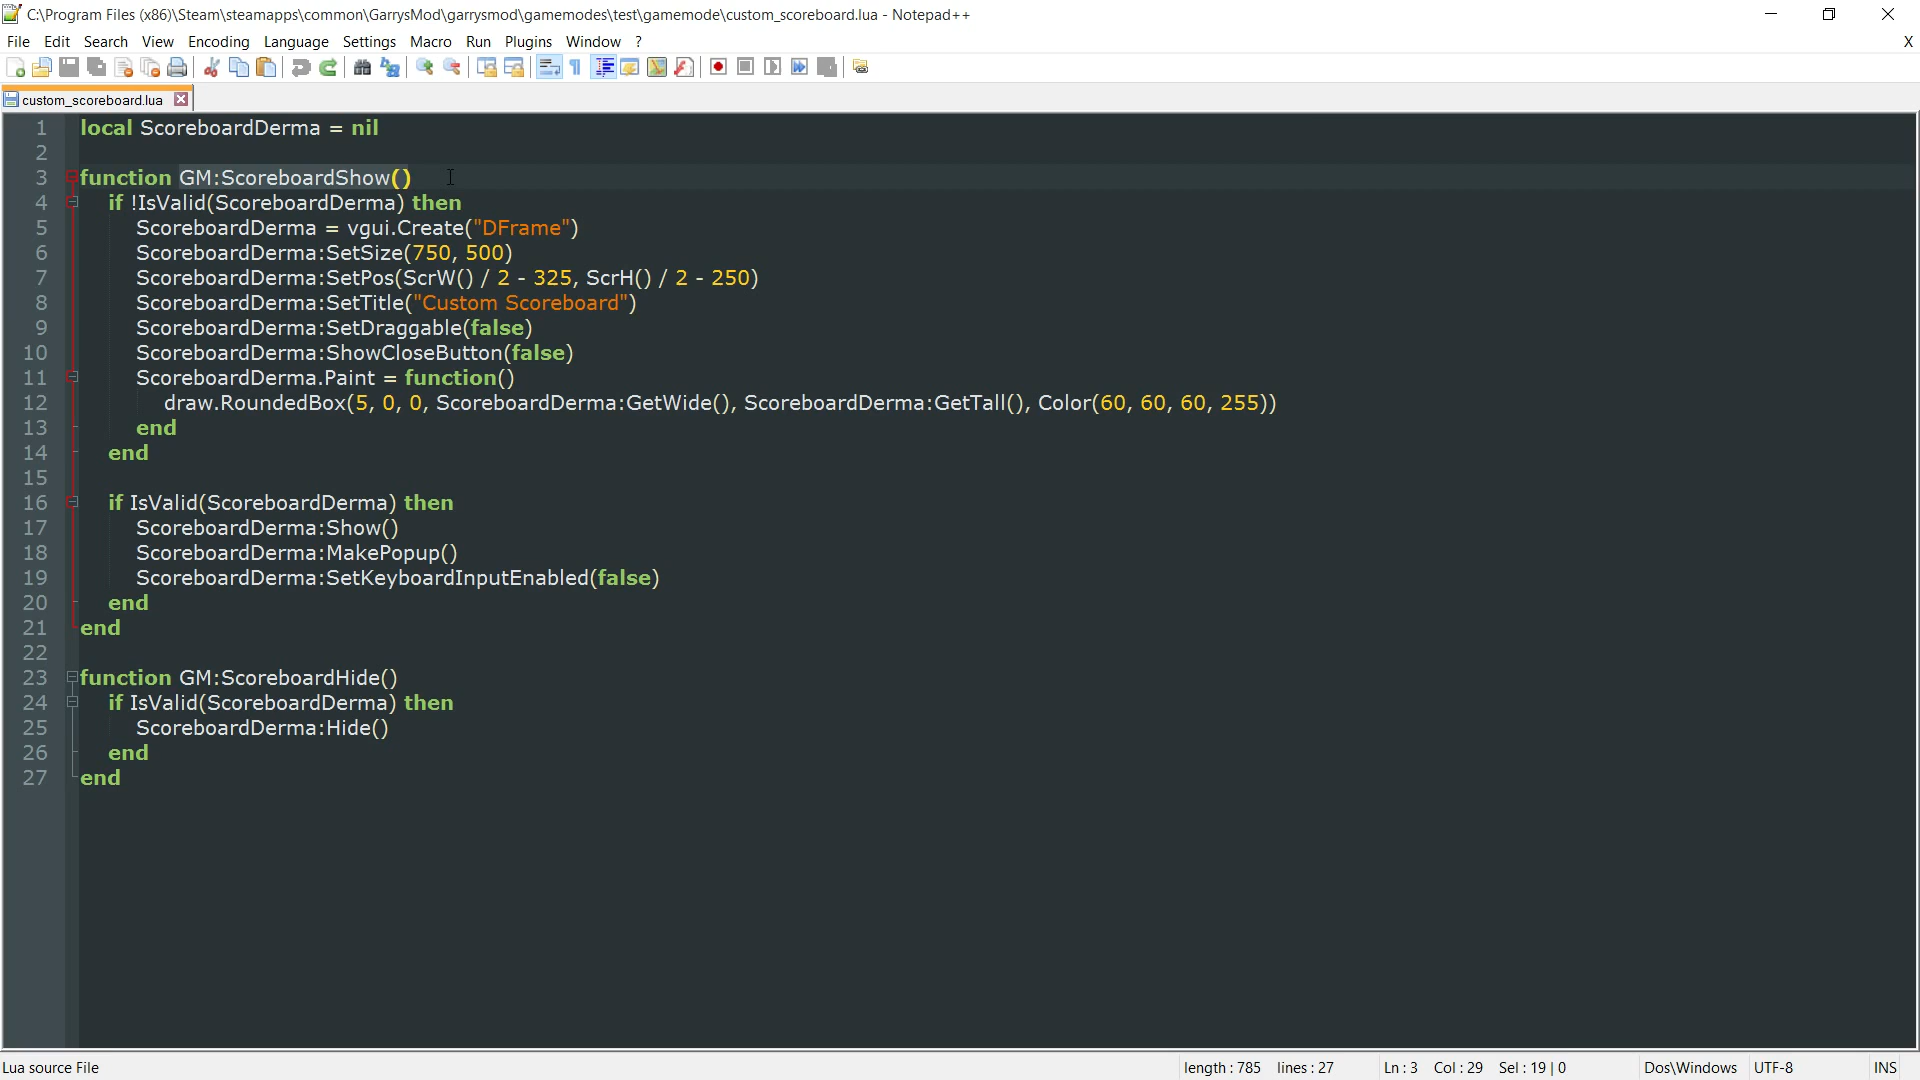 C:\Program Files (x86)\Steam\steamapps\common\GarrysMod\garrysmod\gamemodes\test\gamemode\custom_scoreboard.lua - Notepad++
File Edit Search View Encoding Language Settings Macro Run Plugins Window ? X
custom_scoreboard.lua
1 local ScoreboardDerma = nil
2
3 function GM:ScoreboardShow()
4 if !IsValid(ScoreboardDerma) then
5 ScoreboardDerma = vgui.Create("DFrame")
6 ScoreboardDerma:SetSize(750, 500)
7 ScoreboardDerma:SetPos(ScrW() / 2 - 325, ScrH() / 2 - 250)
8 ScoreboardDerma:SetTitle("Custom Scoreboard")
9 ScoreboardDerma:SetDraggable(false)
10 ScoreboardDerma:ShowCloseButton(false)
11 ScoreboardDerma.Paint = function()
12 draw.RoundedBox(5, 0, 0, ScoreboardDerma:GetWide(), ScoreboardDerma:GetTall(), Color(60, 60, 60, 255))
13 end
14 end
15
16 if IsValid(ScoreboardDerma) then
17 ScoreboardDerma:Show()
18 ScoreboardDerma:MakePopup()
19 ScoreboardDerma:SetKeyboardInputEnabled(false)
20 end
21 end
22
23 function GM:ScoreboardHide()
24 if IsValid(ScoreboardDerma) then
25 ScoreboardDerma:Hide()
26 end
27 end
Lua source File length : 785 lines : 27 Ln : 3 Col : 29 Sel : 19 | 0 Dos\Windows UTF-8 INS